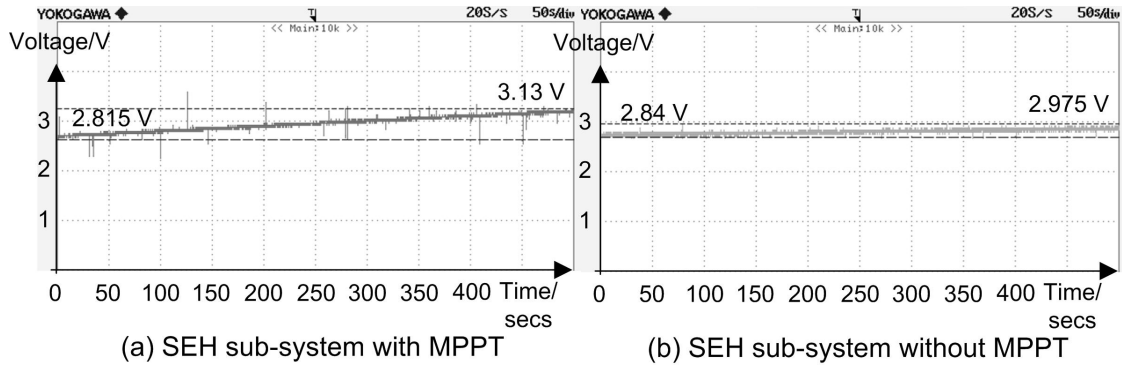 YOKOGAWA ◆ 20S/s 50s/div
<< Main:10k >>
Voltage/V
3.13 V
2.815 V
3
2
1
0 50 100 150 200 250 300 350 400 Time/
secs
(a) SEH sub-system with MPPT
YOKOGAWA ◆ 20S/s 50s/div
<< Main:10k >>
Voltage/V
2.975 V
2.84 V
3
2
1
0 50 100 150 200 250 300 350 400 Time/
secs
(b) SEH sub-system without MPPT